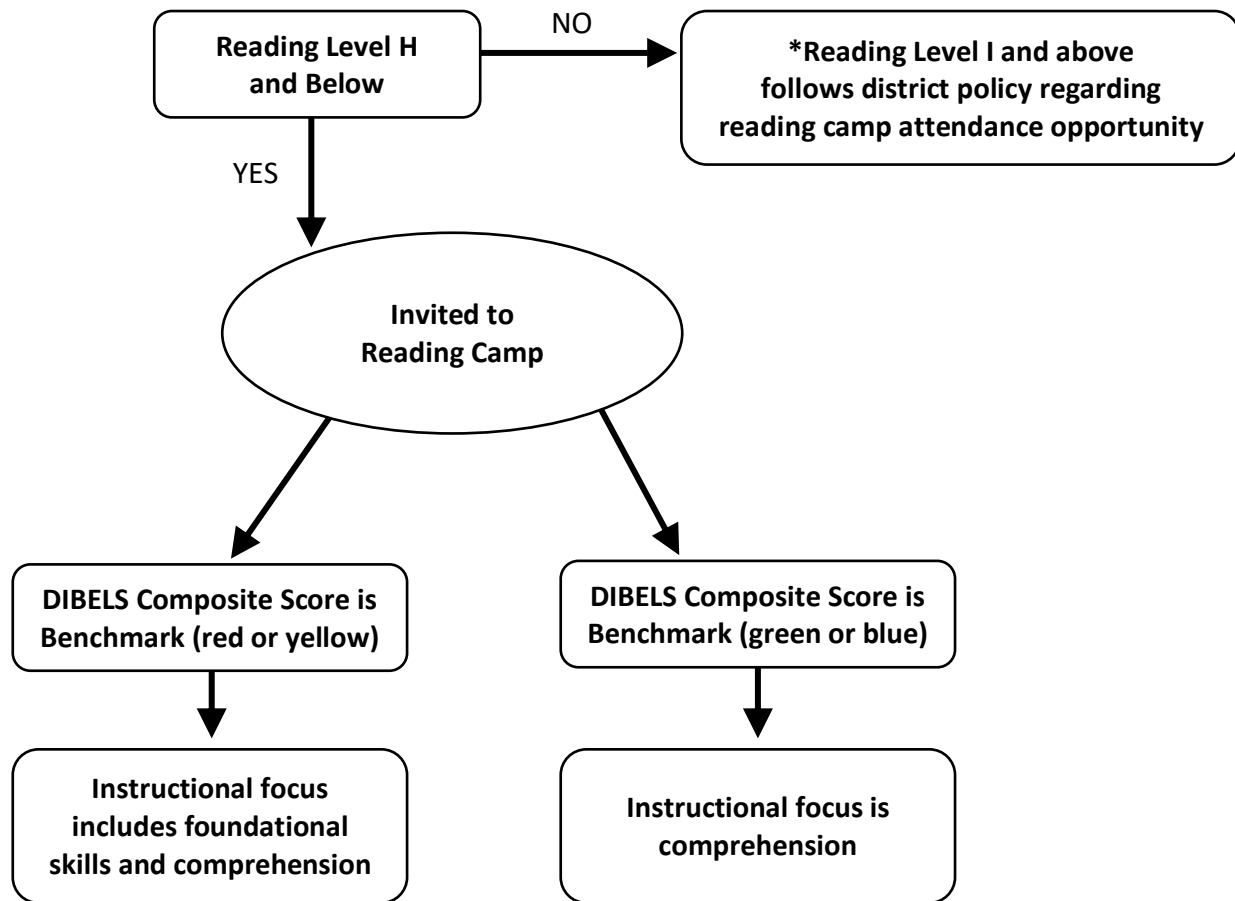 Reading Level H
and Below
NO
*Reading Level I and above
follows district policy regarding
reading camp attendance opportunity
YES
Invited to
Reading Camp
DIBELS Composite Score is
Benchmark (red or yellow)
DIBELS Composite Score is
Benchmark (green or blue)
Instructional focus
includes foundational
skills and comprehension
Instructional focus is
comprehension